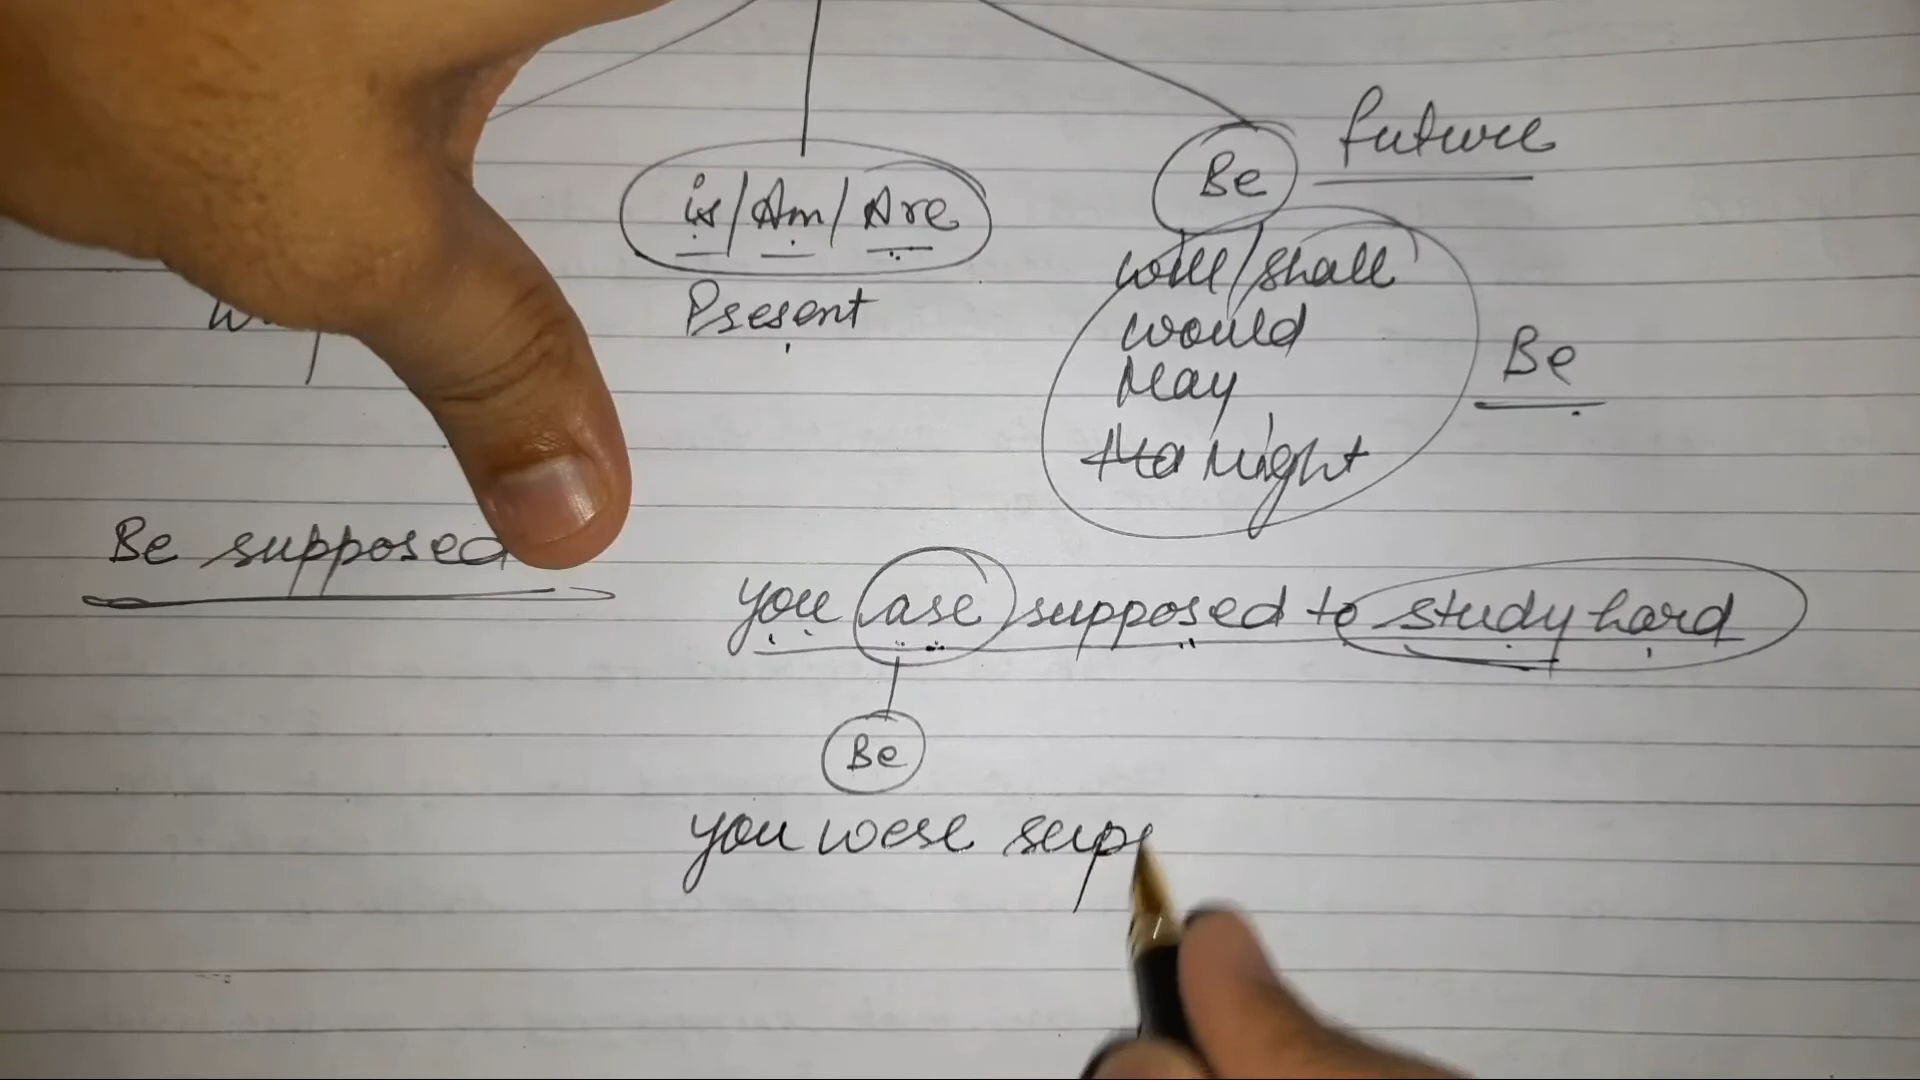 future
Be
is/Am/Are
will/shall
Present
would
Be
May
Might
Be supposed
you are supposed to study hard
Be
you were supp